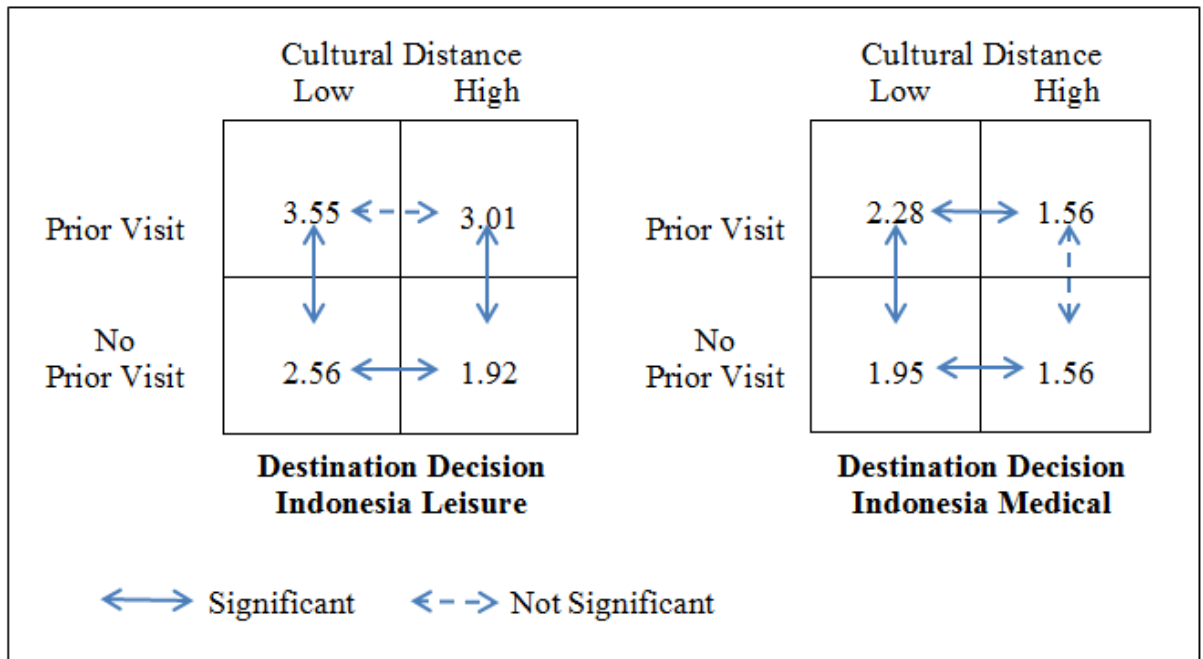 Cultural Distance
Low High
Prior Visit 3.55 3.01
No
Prior Visit 2.56 1.92
Destination Decision
Indonesia Leisure
Cultural Distance
Low High
Prior Visit 2.28 1.56
No
Prior Visit 1.95 1.56
Destination Decision
Indonesia Medical
Significant Not Significant